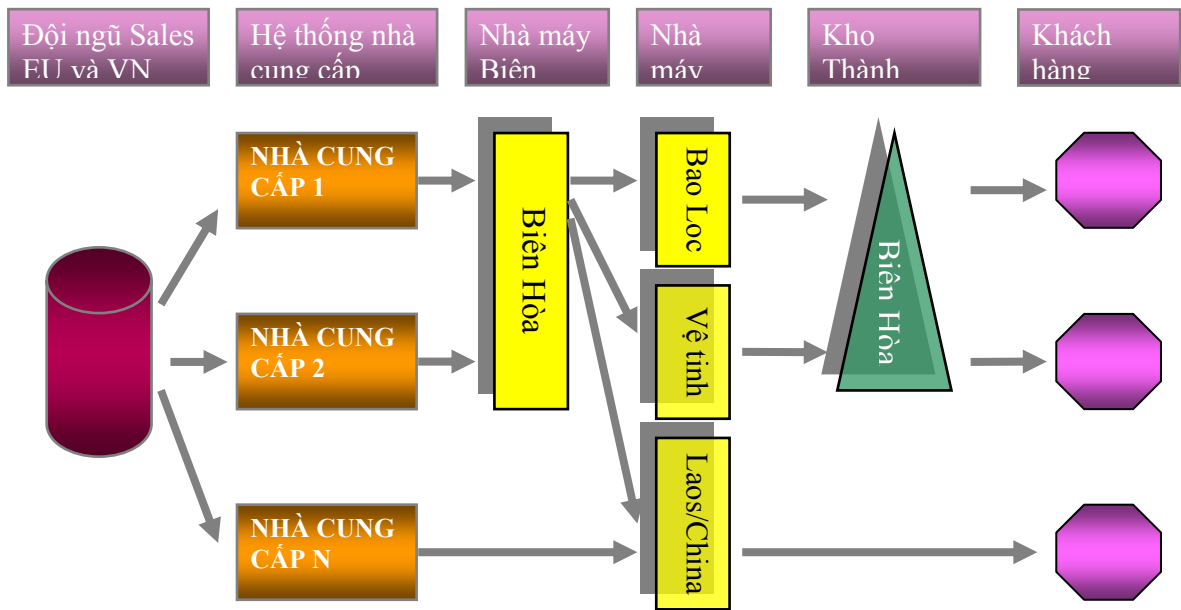 Đội ngũ Sales
EU và VN
Hệ thống nhà
cung cấp
Nhà máy
Biên
Nhà
máy
Kho
Thành
Khách
hàng
NHÀ CUNG
CẤP 1
NHÀ CUNG
CẤP 2
NHÀ CUNG
CẤP N
Biên Hòa
Bao Loc
Vệ tinh
Laos/China
Biên Hòa